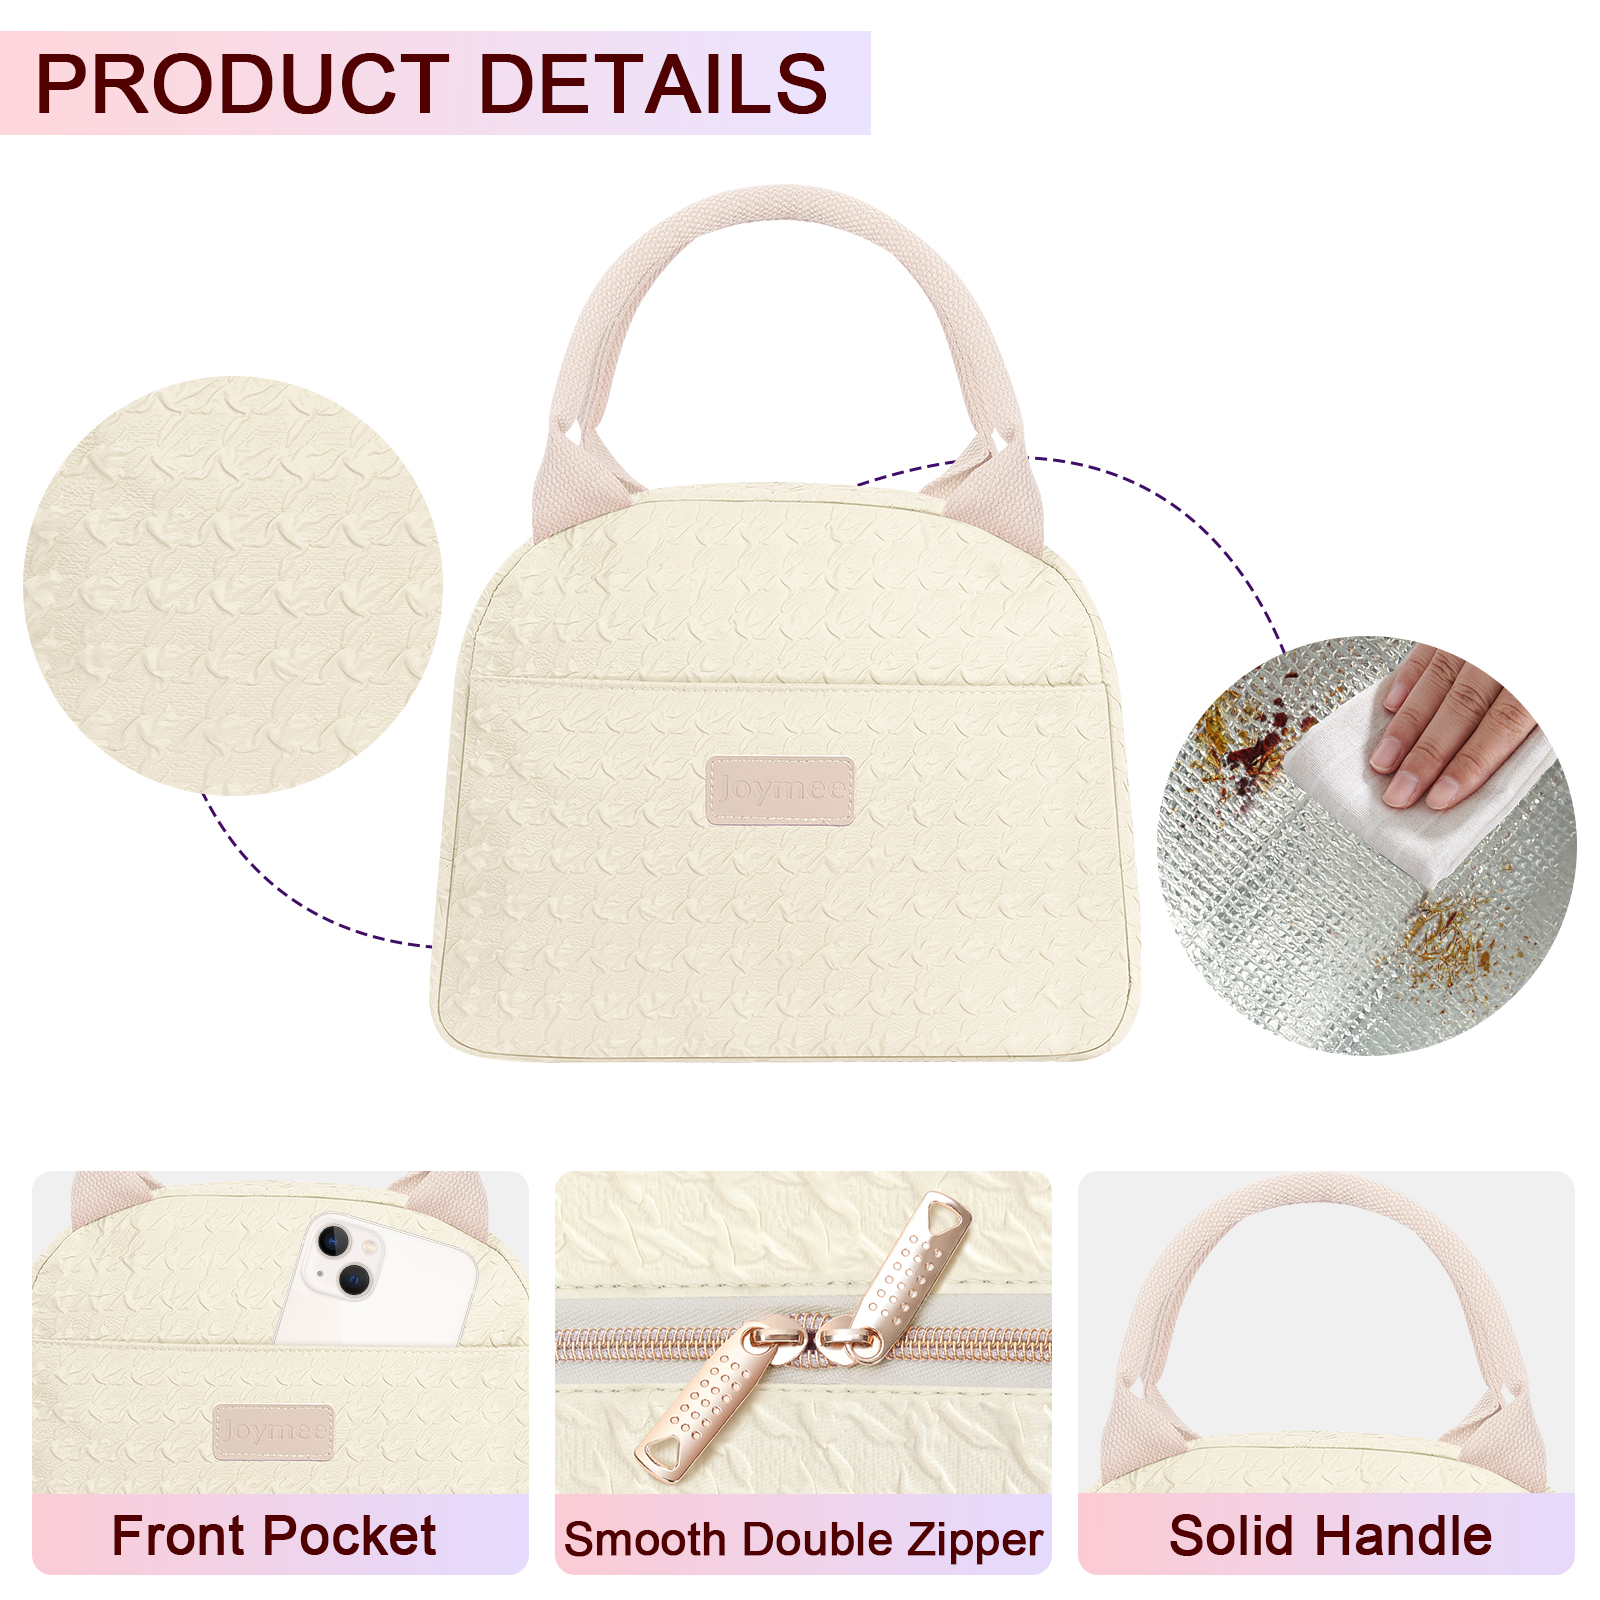 PRODUCT DETAILS
Joymee
Joymee
Front Pocket
Smooth Double Zipper
Solid Handle